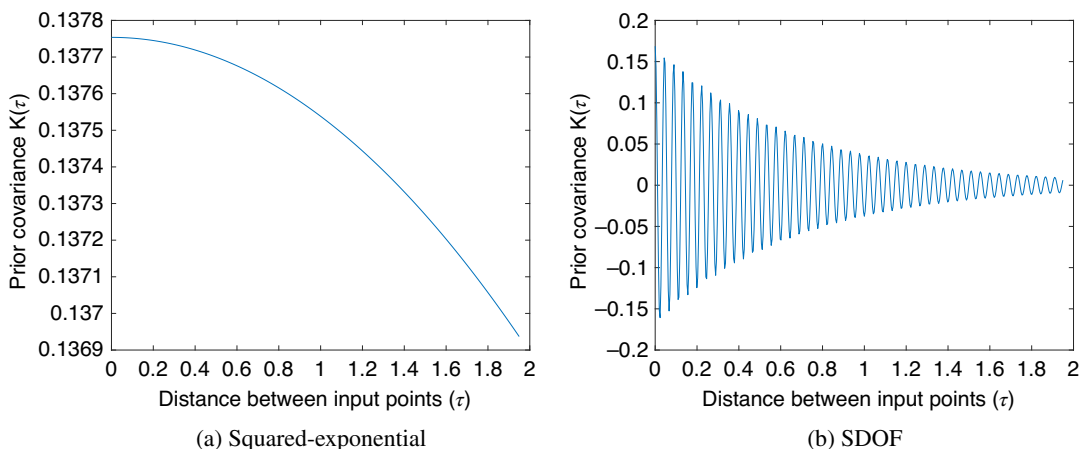 0.1378
0.1377
0.1376
0.1375
0.1374
0.1373
0.1372
0.1371
0.137
0.1369
Prior covariance K(τ)
0 0.2 0.4 0.6 0.8 1 1.2 1.4 1.6 1.8 2
Distance between input points (τ)
(a) Squared-exponential
0.2
0.15
0.1
0.05
0
−0.05
−0.1
−0.15
−0.2
Prior covariance K(τ)
0 0.2 0.4 0.6 0.8 1 1.2 1.4 1.6 1.8 2
Distance between input points (τ)
(b) SDOF